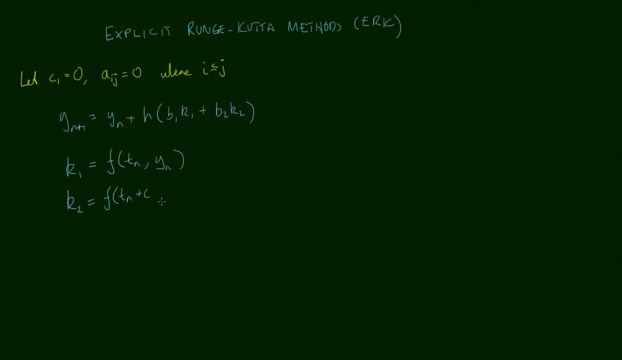 EXPLICIT RUNGE-KUTTA METHODS (ERK)
Let c₁=0, aᵢⱼ=0 where i≤j
yₙ₊₁ = yₙ + h(b₁k₁ + b₂k₂)
k₁ = f(tₙ, yₙ)
k₂ = f(tₙ+c